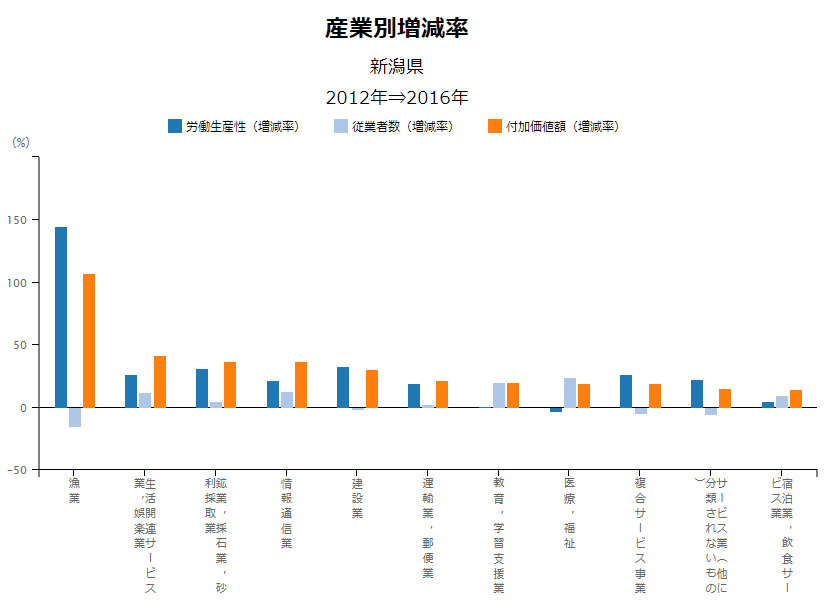 産業別増減率
新潟県
2012年⇒2016年
労働生産性（増減率）
従業者数（増減率）
付加価値額（増減率）
(%)
150
100
50
0
-50
漁業
生活関連サービス
業，娯楽業
鉱業，採石業，砂
利採取業
情報通信業
建設業
運輸業，郵便業
教育，学習支援業
医療，福祉
複合サービス事業
サービス業（他に
分類されないもの
）
宿泊業，飲食サー
ビス業